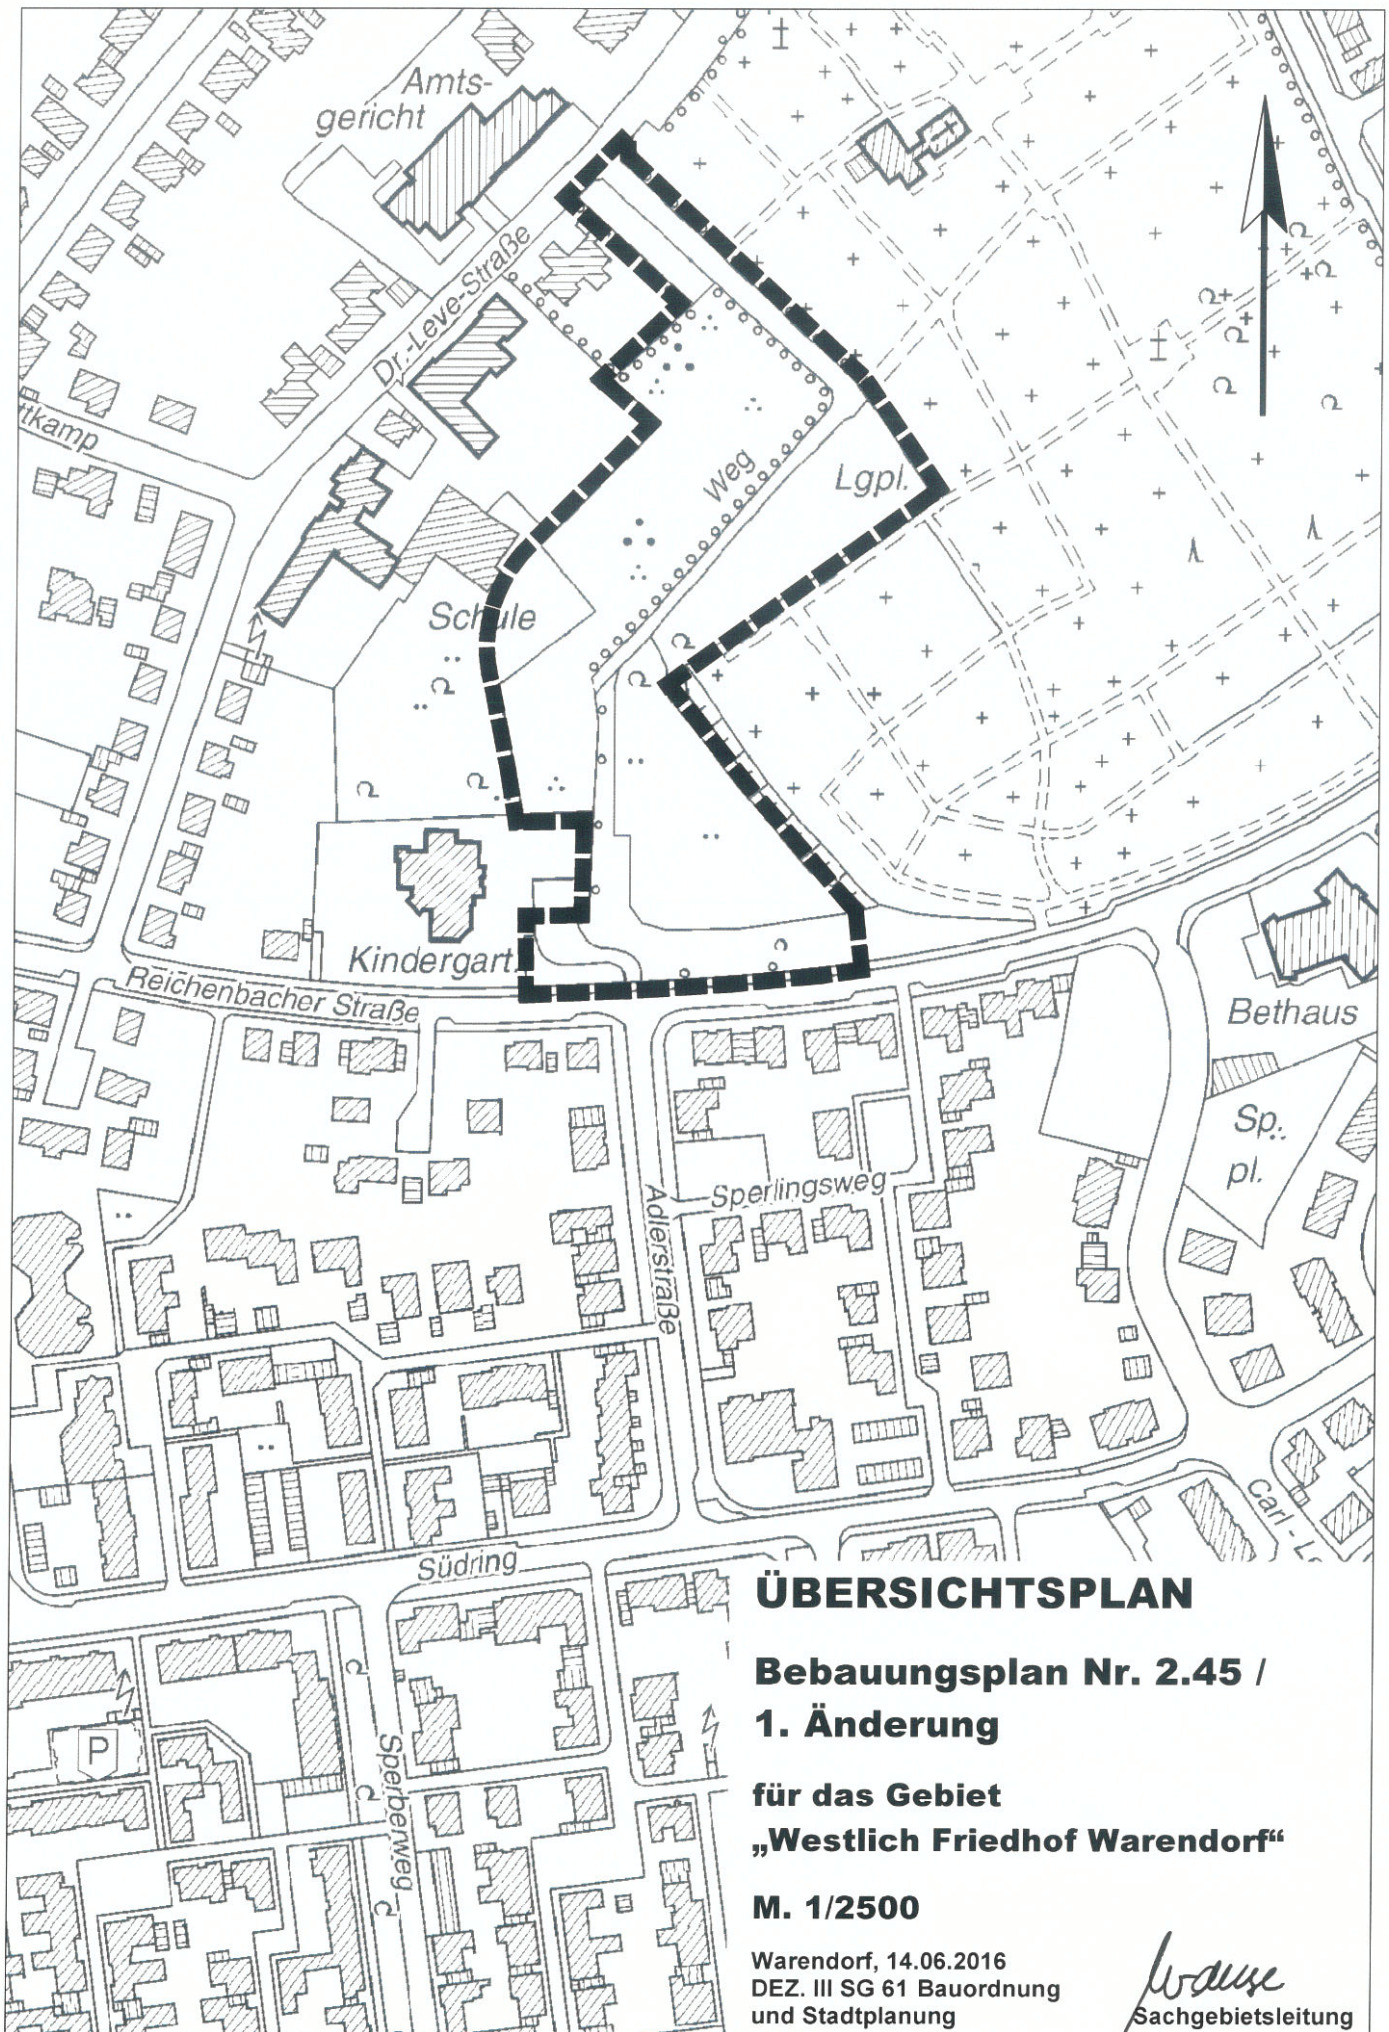 Amts-
gericht
Dr.-Leve-Straße
ttkamp
Weg
Lgpl.
Schule
Kindergart.
Reichenbacher Straße
Bethaus
Sp.
pl.
Sperlingsweg
Adlerstraße
Carl - Le
Südring
Sperberweg
P
ÜBERSICHTSPLAN
Bebauungsplan Nr. 2.45 /
1. Änderung
für das Gebiet
„Westlich Friedhof Warendorf“
M. 1/2500
Warendorf, 14.06.2016
DEZ. III SG 61 Bauordnung
und Stadtplanung
Sachgebietsleitung